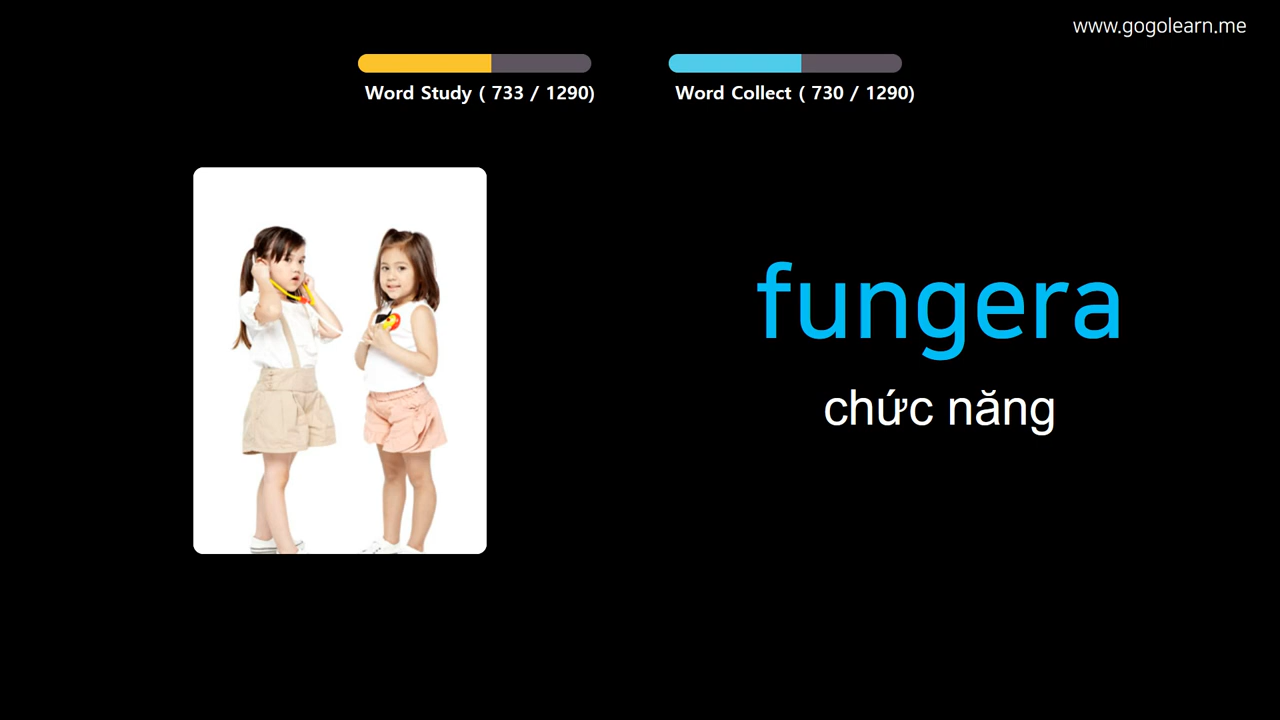 www.gogolearn.me
Word Study ( 733 / 1290)
Word Collect ( 730 / 1290)
fungera
chức năng